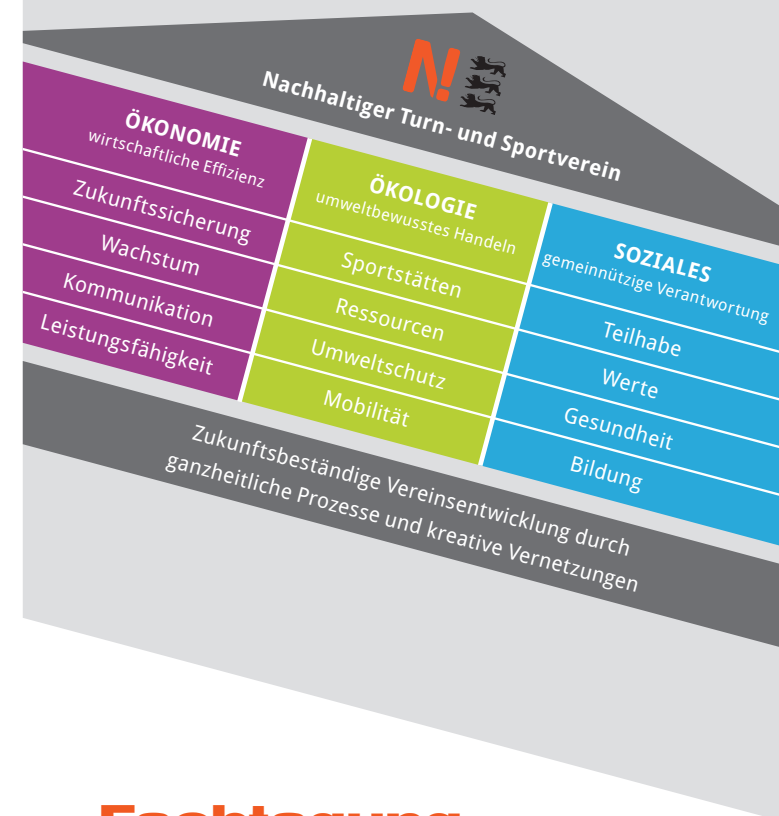 N!
Nachhaltiger Turn- und Sportverein
ÖKONOMIE
wirtschaftliche Effizienz
Zukunftssicherung
Wachstum
Kommunikation
Leistungsfähigkeit
ÖKOLOGIE
umweltbewusstes Handeln
Sportstätten
Ressourcen
Umweltschutz
Mobilität
SOZIALES
gemeinnützige Verantwortung
Teilhabe
Werte
Gesundheit
Bildung
Zukunftsbeständige Vereinsentwicklung durch
ganzheitliche Prozesse und kreative Vernetzungen
Fachtagung